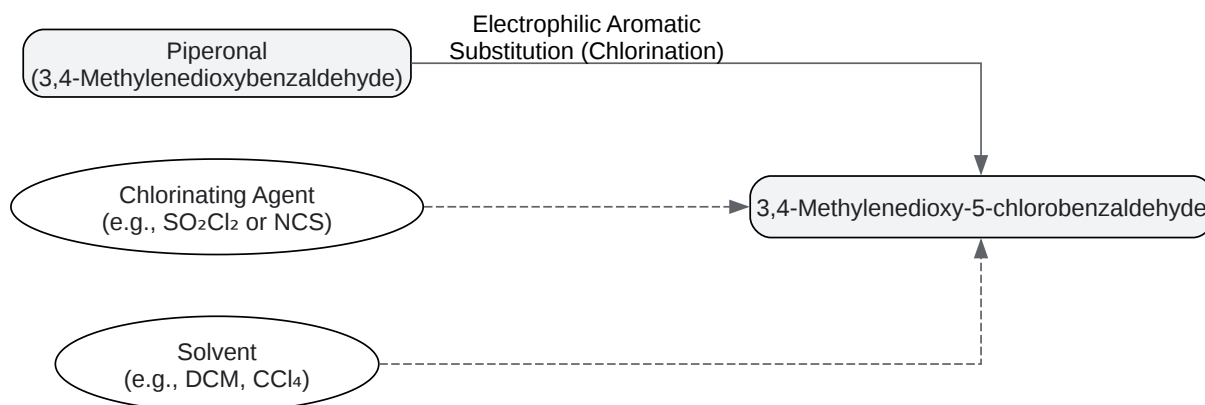 Electrophilic Aromatic
Substitution (Chlorination)
Piperonal
(3,4-Methylenedioxybenzaldehyde)
Chlorinating Agent
(e.g., SO₂Cl₂ or NCS)
3,4-Methylenedioxy-5-chlorobenzaldehyde
Solvent
(e.g., DCM, CCl₄)